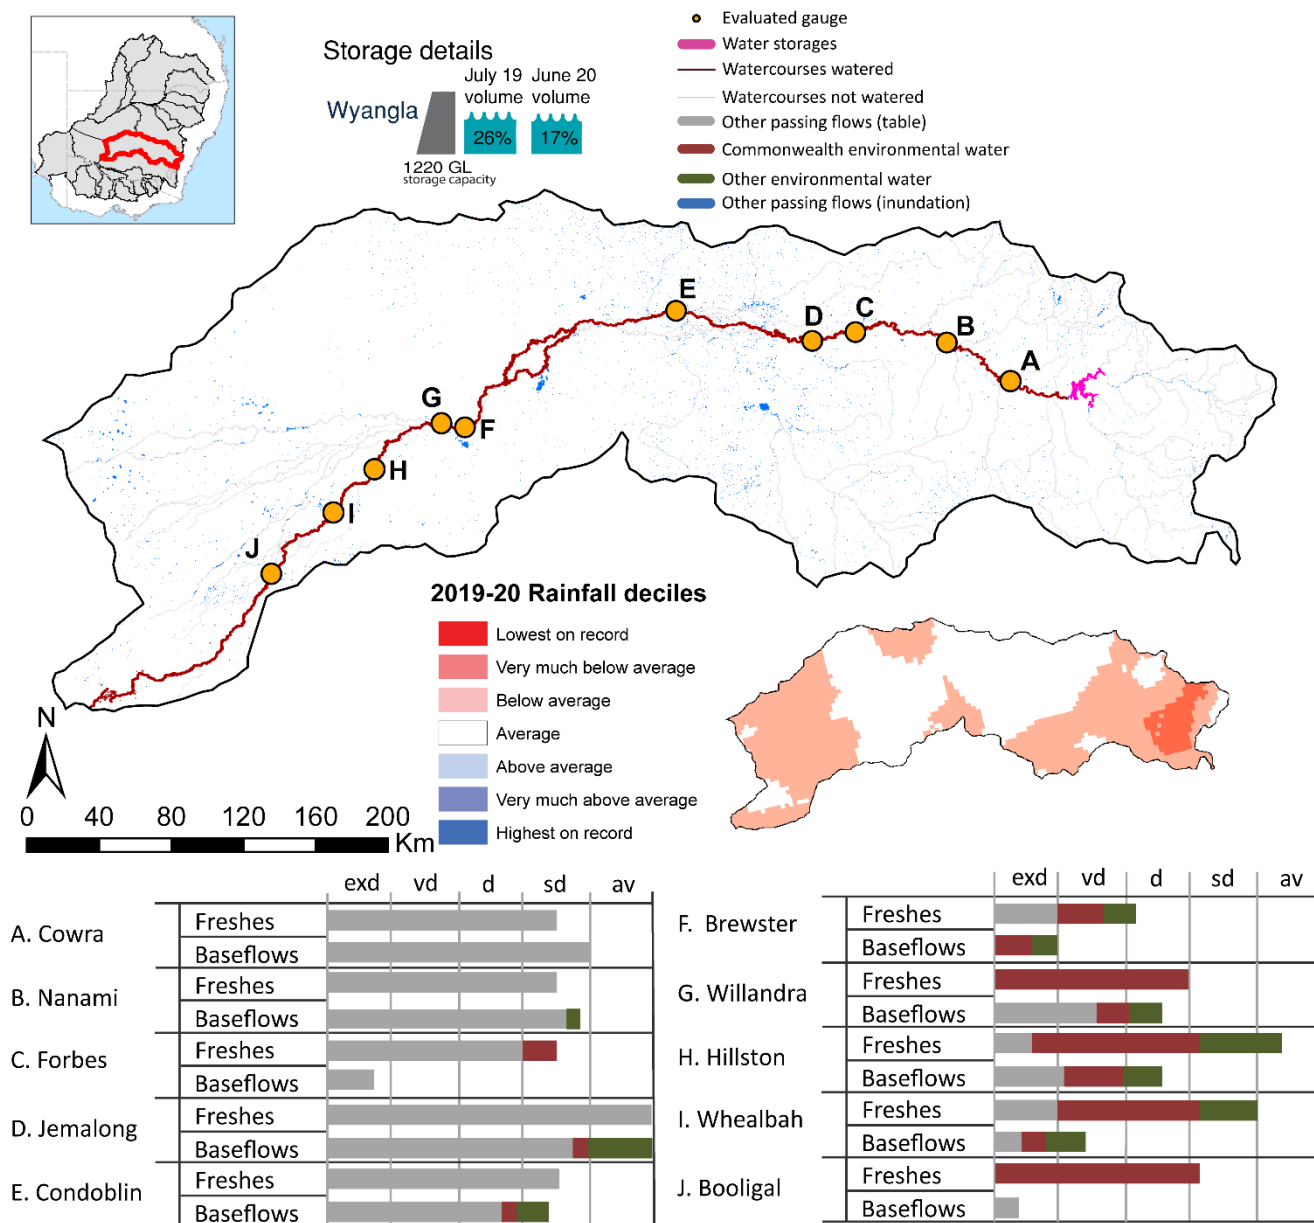 Storage details
July 19 volume
June 20 volume
Wyangla
26%
17%
1220 GL
storage capacity
Evaluated gauge
Water storages
Watercourses watered
Watercourses not watered
Other passing flows (table)
Commonwealth environmental water
Other environmental water
Other passing flows (inundation)
E
D
C
B
A
G
F
H
I
J
N
0 40 80 120 160 200
Km
2019-20 Rainfall deciles
Lowest on record
Very much below average
Below average
Average
Above average
Very much above average
Highest on record
exd vd d sd av
A. Cowra
Freshes
Baseflows
B. Nanami
Freshes
Baseflows
C. Forbes
Freshes
Baseflows
D. Jemalong
Freshes
Baseflows
E. Condoblin
Freshes
Baseflows
exd vd d sd av
F. Brewster
Freshes
Baseflows
G. Willandra
Freshes
Baseflows
H. Hillston
Freshes
Baseflows
I. Whealbah
Freshes
Baseflows
J. Booligal
Freshes
Baseflows